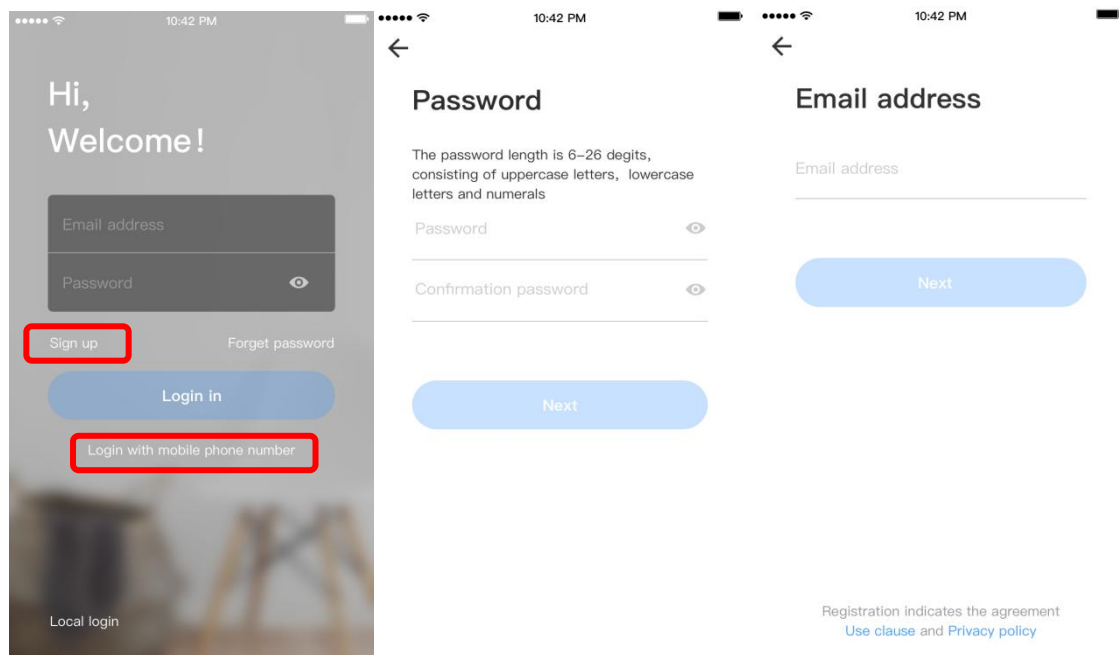 10:42 PM
Hi,
Welcome!
Email address
Password
Sign up
Forget password
Login in
Login with mobile phone number
Local login
10:42 PM
Password
The password length is 6–26 degits,
consisting of uppercase letters, lowercase
letters and numerals
Password
Confirmation password
Next
10:42 PM
Email address
Email address
Next
Registration indicates the agreement
Use clause and Privacy policy